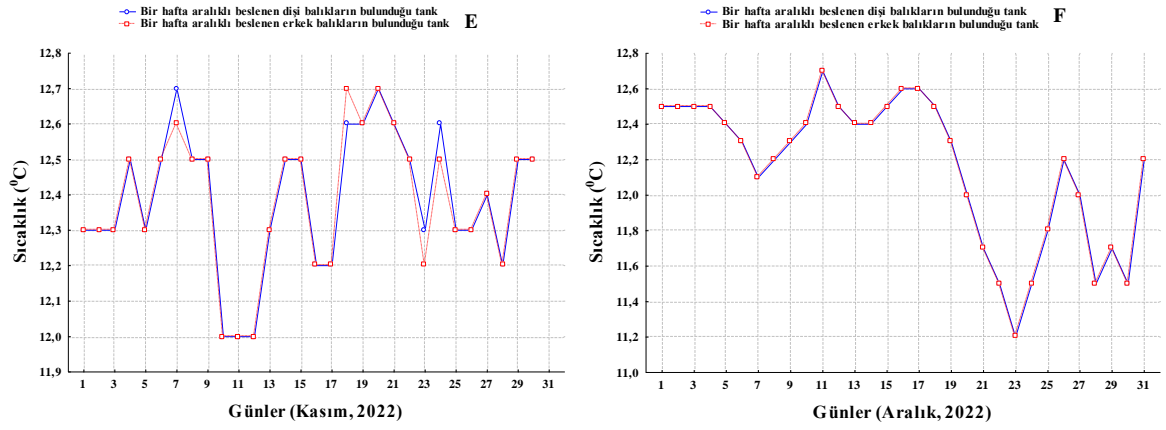 Bir hafta aralıklı beslenen dişi balıkların bulunduğu tank
Bir hafta aralıklı beslenen erkek balıkların bulunduğu tank
E
12,8
12,7
12,6
12,5
12,4
12,3
12,2
12,1
12,0
11,9
Sıcaklık (⁰C)
1 3 5 7 9 11 13 15 17 19 21 23 25 27 29 31
Günler (Kasım, 2022)
Bir hafta aralıklı beslenen dişi balıkların bulunduğu tank
Bir hafta aralıklı beslenen erkek balıkların bulunduğu tank
F
12,8
12,6
12,4
12,2
12,0
11,8
11,6
11,4
11,2
11,0
Sıcaklık (⁰C)
1 3 5 7 9 11 13 15 17 19 21 23 25 27 29 31
Günler (Aralık, 2022)